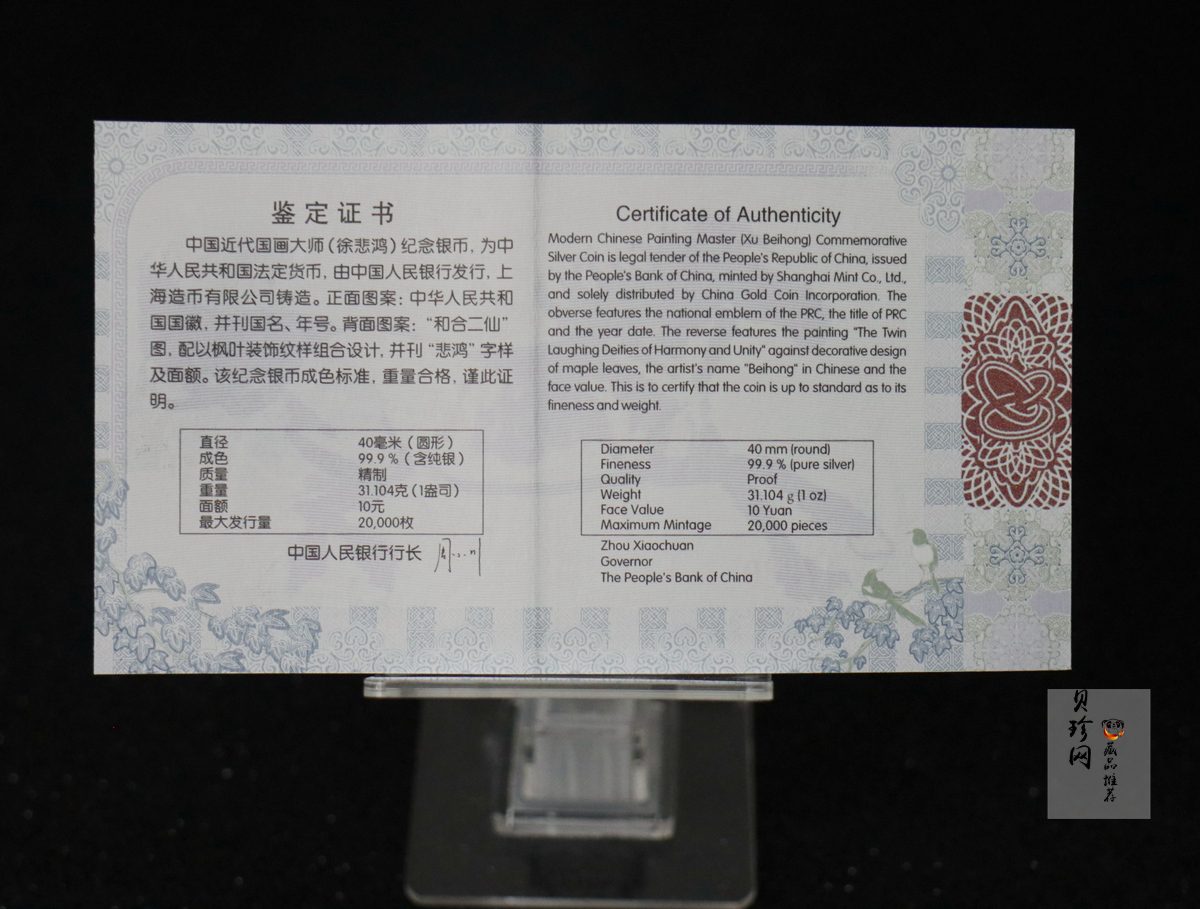 鉴定证书
中国近代国画大师（徐悲鸿）纪念银币，为中
华人民共和国法定货币，由中国人民银行发行，上
海造币有限公司铸造。正面图案：中华人民共和
国国徽，并刊国名、年号。背面图案：“和合二仙”
图，配以枫叶装饰纹样组合设计，并刊“悲鸿”字样
及面额。该纪念银币成色标准，重量合格，谨此证
明。
直径 40毫米（圆形）
成色 99.9％（含纯银）
质量 精制
重量 31.104克（1盎司）
面额 10元
最大发行量 20,000枚
中国人民银行行长
Certificate of Authenticity
Modern Chinese Painting Master (Xu Beihong) Commemorative
Silver Coin is legal tender of the People's Republic of China, issued
by the People's Bank of China, minted by Shanghai Mint Co., Ltd.,
and solely distributed by China Gold Coin Incorporation. The
obverse features the national emblem of the PRC, the title of PRC
and the year date. The reverse features the painting "The Twin
Laughing Deities of Harmony and Unity" against decorative design
of maple leaves, the artist's name "Beihong" in Chinese and the
face value. This is to certify that the coin is up to standard as to its
fineness and weight.
Diameter 40 mm (round)
Fineness 99.9 % (pure silver)
Quality Proof
Weight 31.104 g (1 oz)
Face Value 10 Yuan
Maximum Mintage 20,000 pieces
Zhou Xiaochuan
Governor
The People's Bank of China
贝珍网
藏品推荐